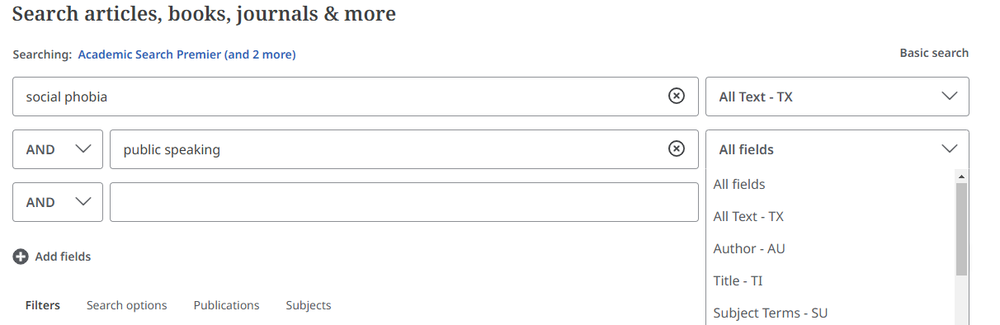 Search articles, books, journals & more
Searching: Academic Search Premier (and 2 more)
Basic search
social phobia
All Text - TX
AND
public speaking
All fields
AND
All fields
All Text - TX
Author - AU
Title - TI
Subject Terms - SU
Add fields
Filters Search options Publications Subjects